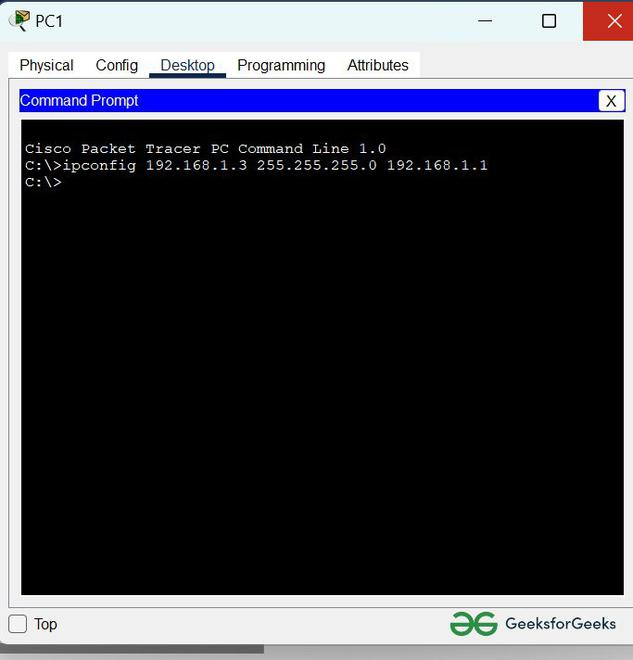 PC1
Physical Config Desktop Programming Attributes
Command Prompt
X
Cisco Packet Tracer PC Command Line 1.0
C:\>ipconfig 192.168.1.3 255.255.255.0 192.168.1.1
C:\>
Top
GeeksforGeeks